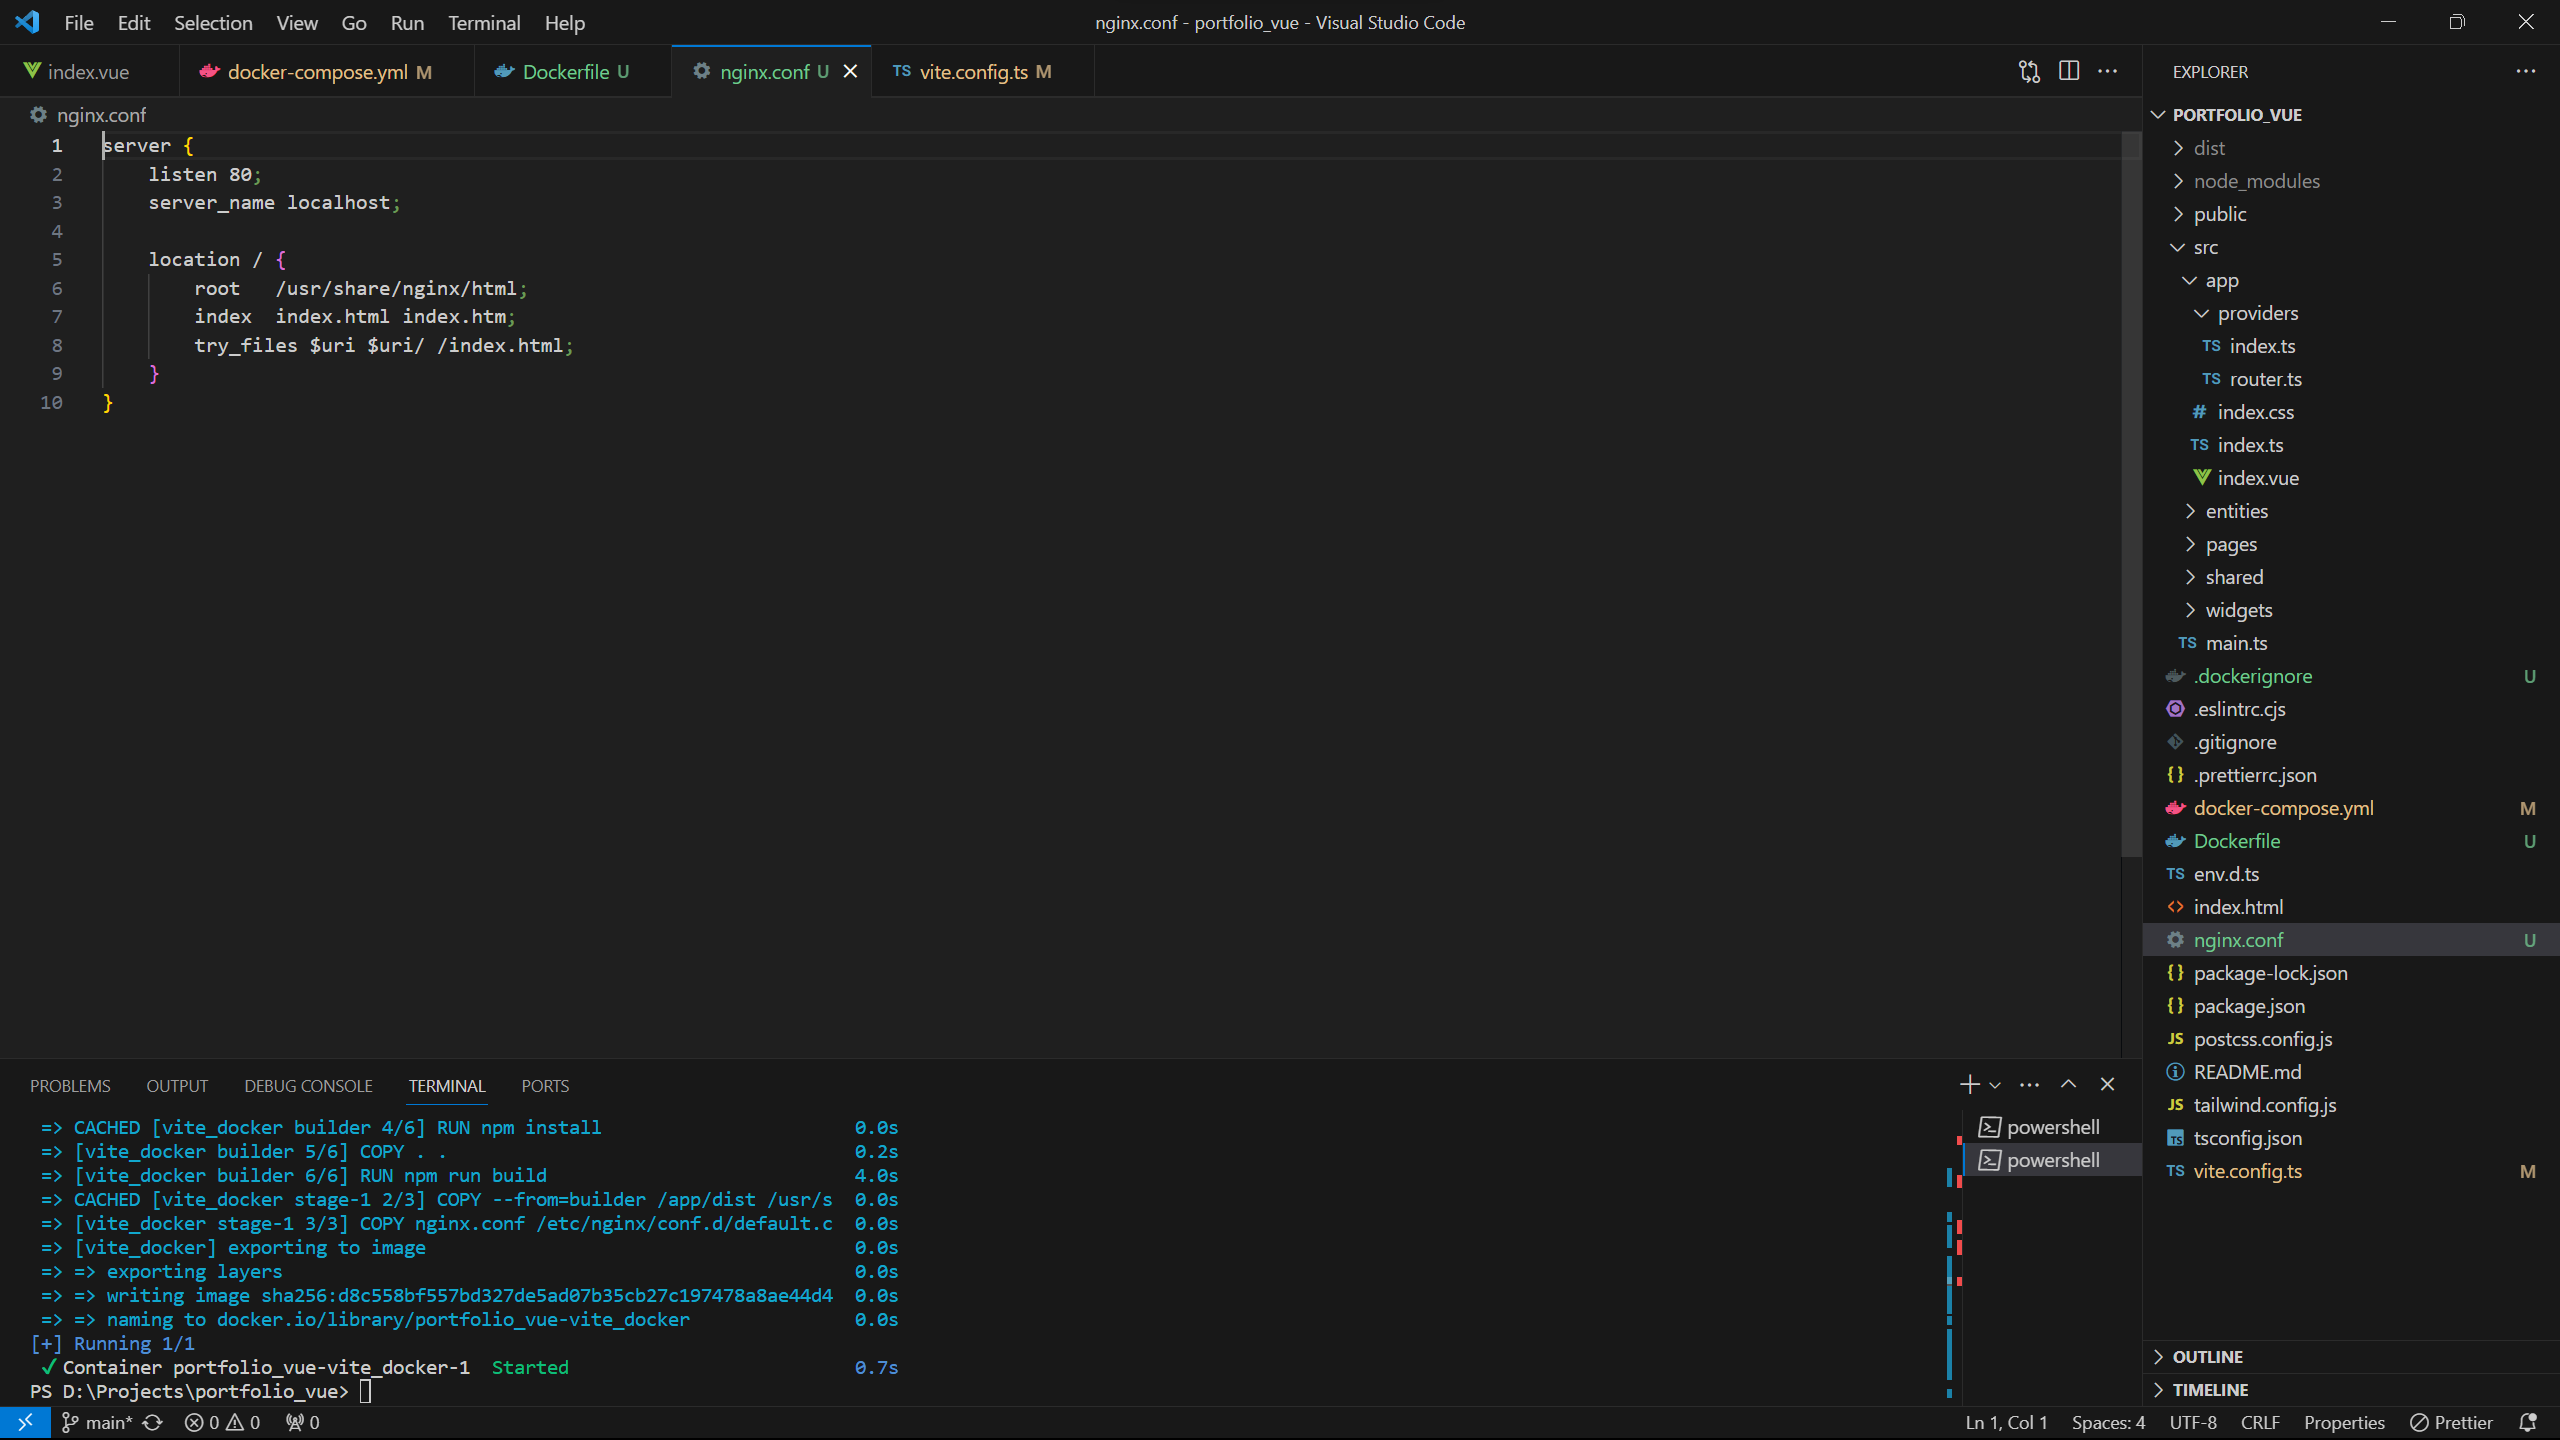 File Edit Selection View Go Run Terminal Help
nginx.conf - portfolio_vue - Visual Studio Code
index.vue
docker-compose.yml M
Dockerfile U
nginx.conf U
TS vite.config.ts M
nginx.conf
1 server {
2 listen 80;
3 server_name localhost;
4
5 location / {
6 root /usr/share/nginx/html;
7 index index.html index.htm;
8 try_files $uri $uri/ /index.html;
9 }
10 }
PROBLEMS OUTPUT DEBUG CONSOLE TERMINAL PORTS
=> CACHED [vite_docker builder 4/6] RUN npm install 0.0s
=> [vite_docker builder 5/6] COPY . . 0.2s
=> [vite_docker builder 6/6] RUN npm run build 4.0s
=> CACHED [vite_docker stage-1 2/3] COPY --from=builder /app/dist /usr/s 0.0s
=> [vite_docker stage-1 3/3] COPY nginx.conf /etc/nginx/conf.d/default.c 0.0s
=> [vite_docker] exporting to image 0.0s
=> => exporting layers 0.0s
=> => writing image sha256:d8c558bf557bd327de5ad07b35cb27c197478a8ae44d4 0.0s
=> => naming to docker.io/library/portfolio_vue-vite_docker 0.0s
[+] Running 1/1
✓ Container portfolio_vue-vite_docker-1 Started 0.7s
PS D:\Projects\portfolio_vue>
powershell
powershell
EXPLORER
PORTFOLIO_VUE
dist
node_modules
public
src
app
providers
TS index.ts
TS router.ts
# index.css
TS index.ts
index.vue
entities
pages
shared
widgets
TS main.ts
.dockerignore U
.eslintrc.cjs
.gitignore
{} .prettierrc.json
docker-compose.yml M
Dockerfile U
TS env.d.ts
<> index.html
nginx.conf U
{} package-lock.json
{} package.json
JS postcss.config.js
README.md
JS tailwind.config.js
TS tsconfig.json
TS vite.config.ts M
OUTLINE
TIMELINE
main* 0 0 0
Ln 1, Col 1 Spaces: 4 UTF-8 CRLF Properties Prettier